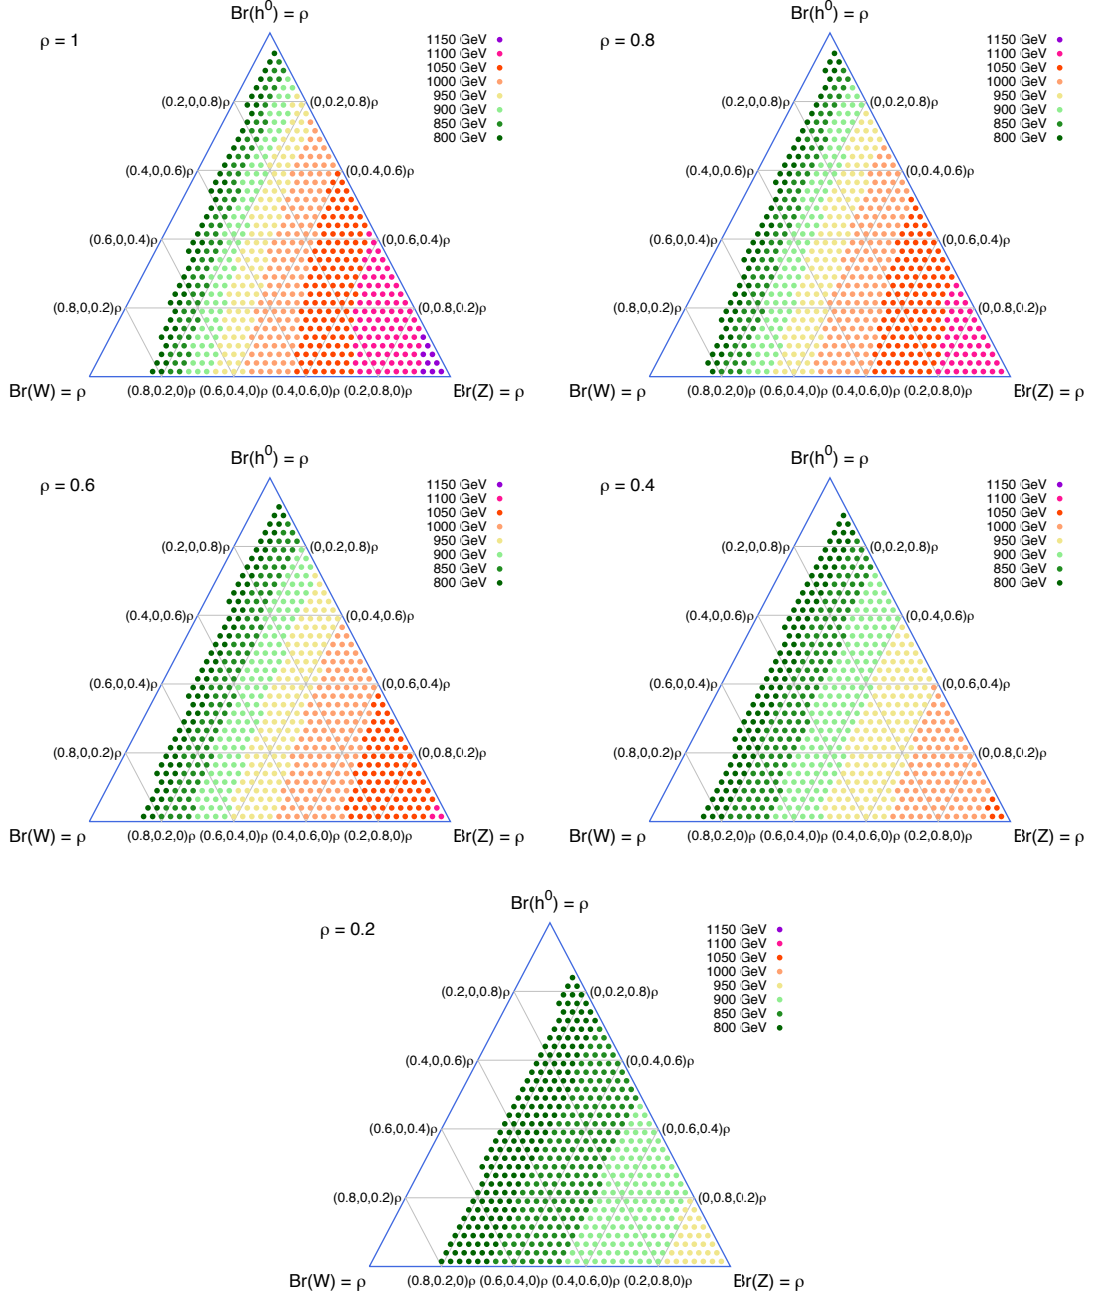 Br(h⁰) = ρ
ρ = 1
1150 GeV
1100 GeV
1050 GeV
1000 GeV
950 GeV
900 GeV
850 GeV
800 GeV
(0.2,0,0.8)ρ
(0,0.2,0.8)ρ
(0.4,0,0.6)ρ
(0,0.4,0.6)ρ
(0.6,0,0.4)ρ
(0,0.6,0.4)ρ
(0.8,0,0.2)ρ
(0,0.8,0.2)ρ
Br(W) = ρ
(0.8,0.2,0)ρ (0.6,0.4,0)ρ (0.4,0.6,0)ρ (0.2,0.8,0)ρ
Br(Z) = ρ
Br(h⁰) = ρ
ρ = 0.8
1150 GeV
1100 GeV
1050 GeV
1000 GeV
950 GeV
900 GeV
850 GeV
800 GeV
(0.2,0,0.8)ρ
(0,0.2,0.8)ρ
(0.4,0,0.6)ρ
(0,0.4,0.6)ρ
(0.6,0,0.4)ρ
(0,0.6,0.4)ρ
(0.8,0,0.2)ρ
(0,0.8,0.2)ρ
Br(W) = ρ
(0.8,0.2,0)ρ (0.6,0.4,0)ρ (0.4,0.6,0)ρ (0.2,0.8,0)ρ
Br(Z) = ρ
Br(h⁰) = ρ
ρ = 0.6
1150 GeV
1100 GeV
1050 GeV
1000 GeV
950 GeV
900 GeV
850 GeV
800 GeV
(0.2,0,0.8)ρ
(0,0.2,0.8)ρ
(0.4,0,0.6)ρ
(0,0.4,0.6)ρ
(0.6,0,0.4)ρ
(0,0.6,0.4)ρ
(0.8,0,0.2)ρ
(0,0.8,0.2)ρ
Br(W) = ρ
(0.8,0.2,0)ρ (0.6,0.4,0)ρ (0.4,0.6,0)ρ (0.2,0.8,0)ρ
Br(Z) = ρ
Br(h⁰) = ρ
ρ = 0.4
1150 GeV
1100 GeV
1050 GeV
1000 GeV
950 GeV
900 GeV
850 GeV
800 GeV
(0.2,0,0.8)ρ
(0,0.2,0.8)ρ
(0.4,0,0.6)ρ
(0,0.4,0.6)ρ
(0.6,0,0.4)ρ
(0,0.6,0.4)ρ
(0.8,0,0.2)ρ
(0,0.8,0.2)ρ
Br(W) = ρ
(0.8,0.2,0)ρ (0.6,0.4,0)ρ (0.4,0.6,0)ρ (0.2,0.8,0)ρ
Br(Z) = ρ
Br(h⁰) = ρ
ρ = 0.2
1150 GeV
1100 GeV
1050 GeV
1000 GeV
950 GeV
900 GeV
850 GeV
800 GeV
(0.2,0,0.8)ρ
(0,0.2,0.8)ρ
(0.4,0,0.6)ρ
(0,0.4,0.6)ρ
(0.6,0,0.4)ρ
(0,0.6,0.4)ρ
(0.8,0,0.2)ρ
(0,0.8,0.2)ρ
Br(W) = ρ
(0.8,0.2,0)ρ (0.6,0.4,0)ρ (0.4,0.6,0)ρ (0.2,0.8,0)ρ
Br(Z) = ρ